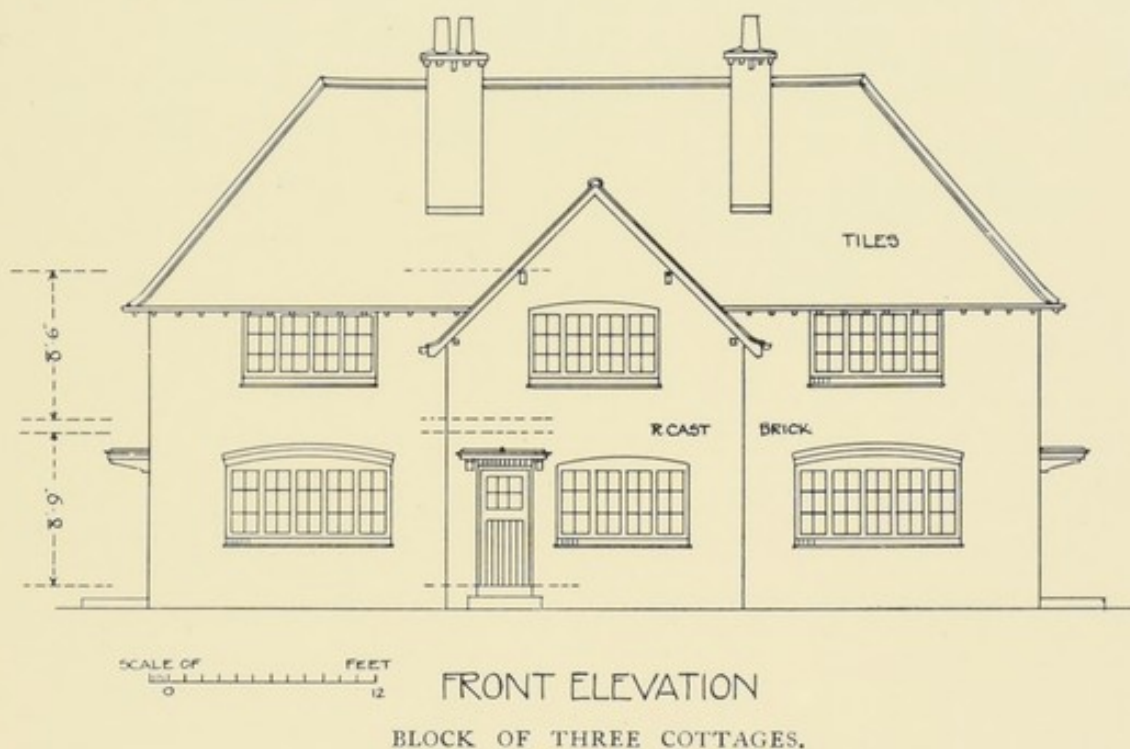 TILES
8'.6"
R.CAST BRICK
8'.9"
SCALE OF FEET
0 12
FRONT ELEVATION
BLOCK OF THREE COTTAGES.